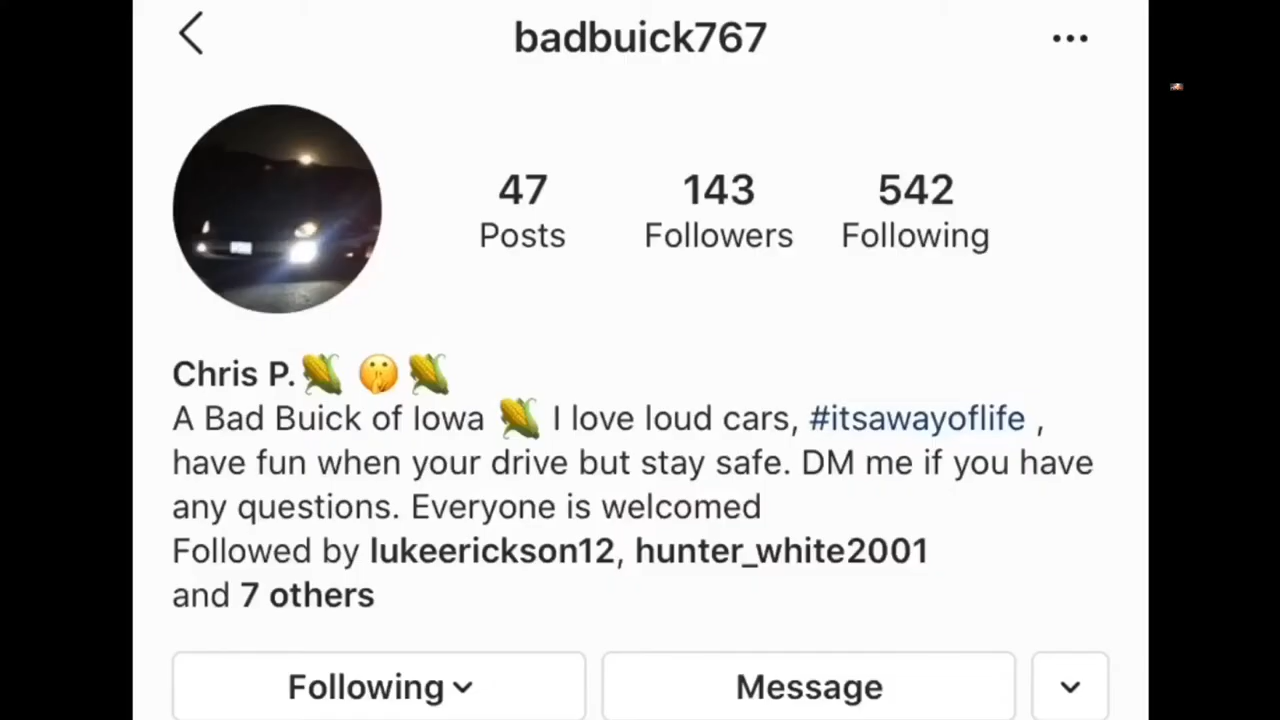 badbuick767
47 143 542
Posts Followers Following
Chris P.🌽 🤫 🌽
A Bad Buick of Iowa 🌽 I love loud cars, #itsawayoflife ,
have fun when your drive but stay safe. DM me if you have
any questions. Everyone is welcomed
Followed by lukeerickson12, hunter_white2001
and 7 others
Following Message